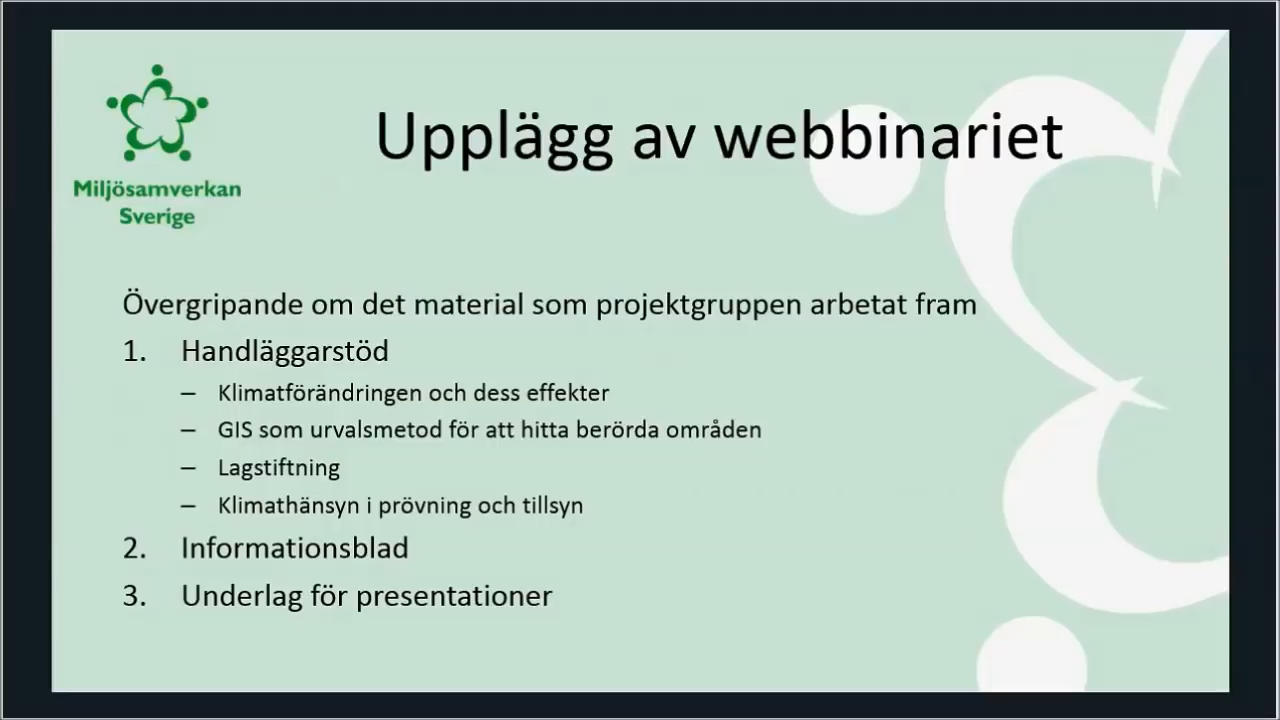 Miljösamverkan
Sverige
Upplägg av webbinariet
Övergripande om det material som projektgruppen arbetat fram
1. Handläggarstöd
– Klimatförändringen och dess effekter
– GIS som urvalsmetod för att hitta berörda områden
– Lagstiftning
– Klimathänsyn i prövning och tillsyn
2. Informationsblad
3. Underlag för presentationer